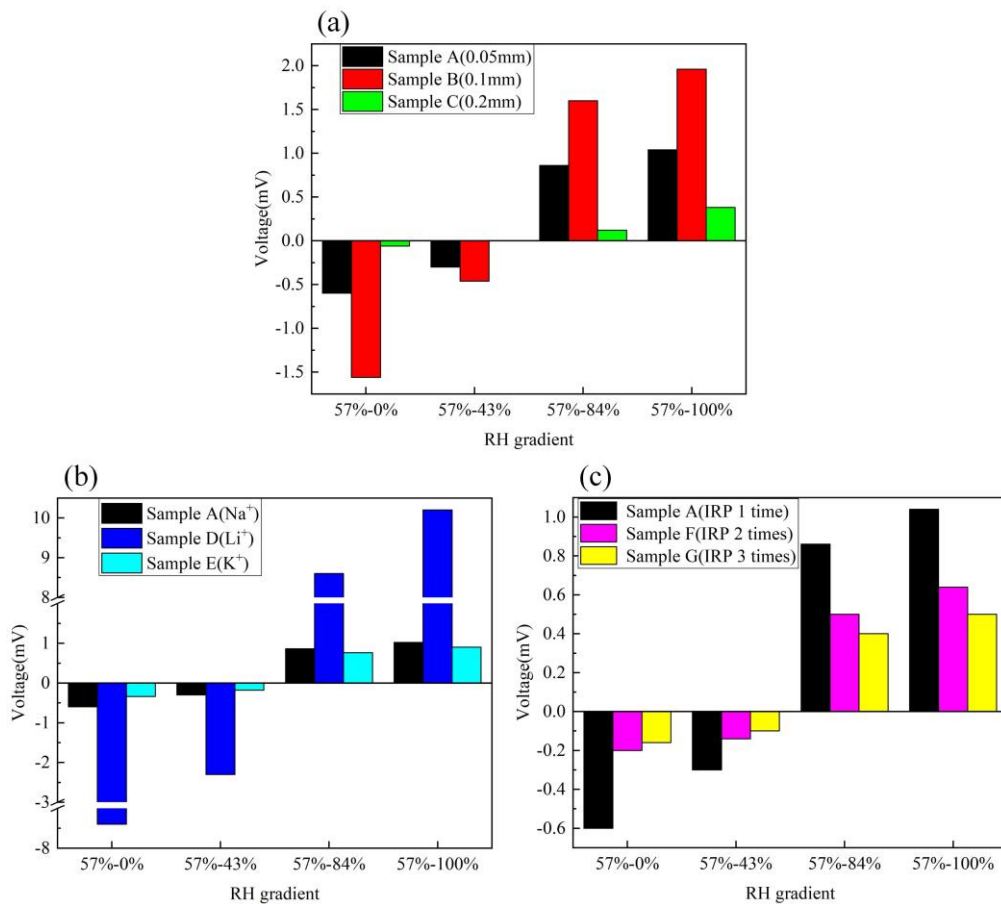 (a)
Sample A(0.05mm)
Sample B(0.1mm)
Sample C(0.2mm)
2.0
1.5
1.0
0.5
0.0
-0.5
-1.0
-1.5
Voltage(mV)
57%-0% 57%-43% 57%-84% 57%-100%
RH gradient
(b)
Sample A(Na⁺)
Sample D(Li⁺)
Sample E(K⁺)
10
8
1
0
-1
-2
-3
-8
Voltage(mV)
57%-0% 57%-43% 57%-84% 57%-100%
RH gradient
(c)
Sample A(IRP 1 time)
Sample F(IRP 2 times)
Sample G(IRP 3 times)
1.0
0.8
0.6
0.4
0.2
0.0
-0.2
-0.4
-0.6
Voltage(mV)
57%-0% 57%-43% 57%-84% 57%-100%
RH gradient